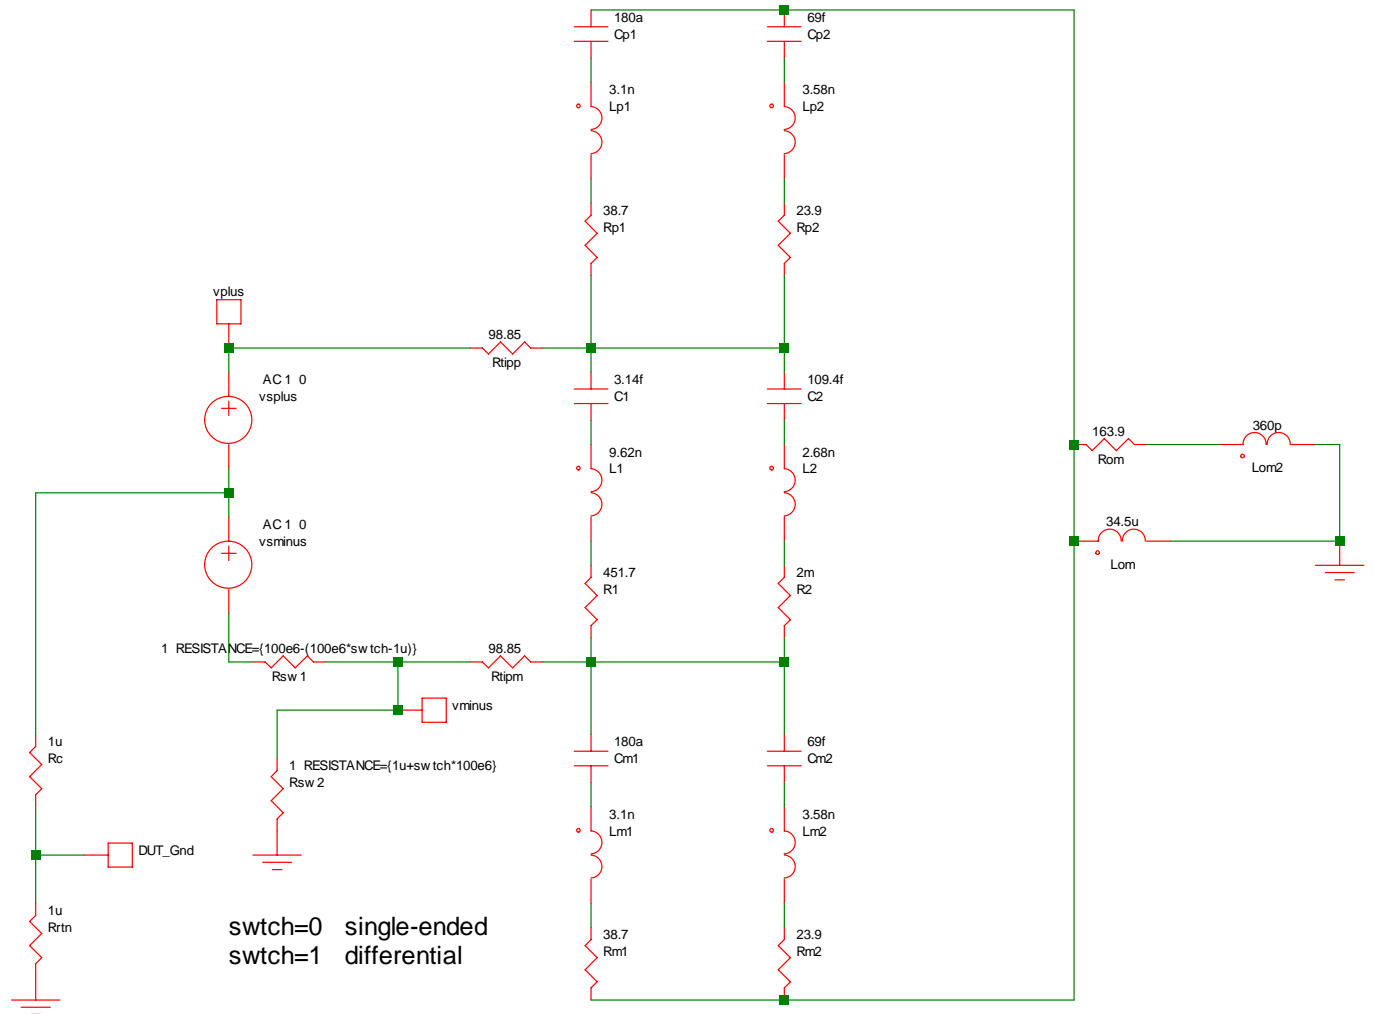 180a
Cp1
69f
Cp2
3.1n
Lp1
3.58n
Lp2
38.7
Rp1
23.9
Rp2
vplus
98.85
Rtipp
AC 1 0
vsplus
3.14f
C1
109.4f
C2
163.9
Rom
360p
Lom2
9.62n
L1
2.68n
L2
AC 1 0
vsminus
34.5u
Lom
451.7
R1
2m
R2
1 RESISTANCE={100e6-(100e6*swtch-1u)}
Rsw1
98.85
Rtipm
vminus
180a
Cm1
69f
Cm2
1u
Rc
1 RESISTANCE={1u+swtch*100e6}
Rsw2
3.1n
Lm1
3.58n
Lm2
DUT_Gnd
1u
Rrtn
38.7
Rm1
23.9
Rm2
swtch=0 single-ended
swtch=1 differential